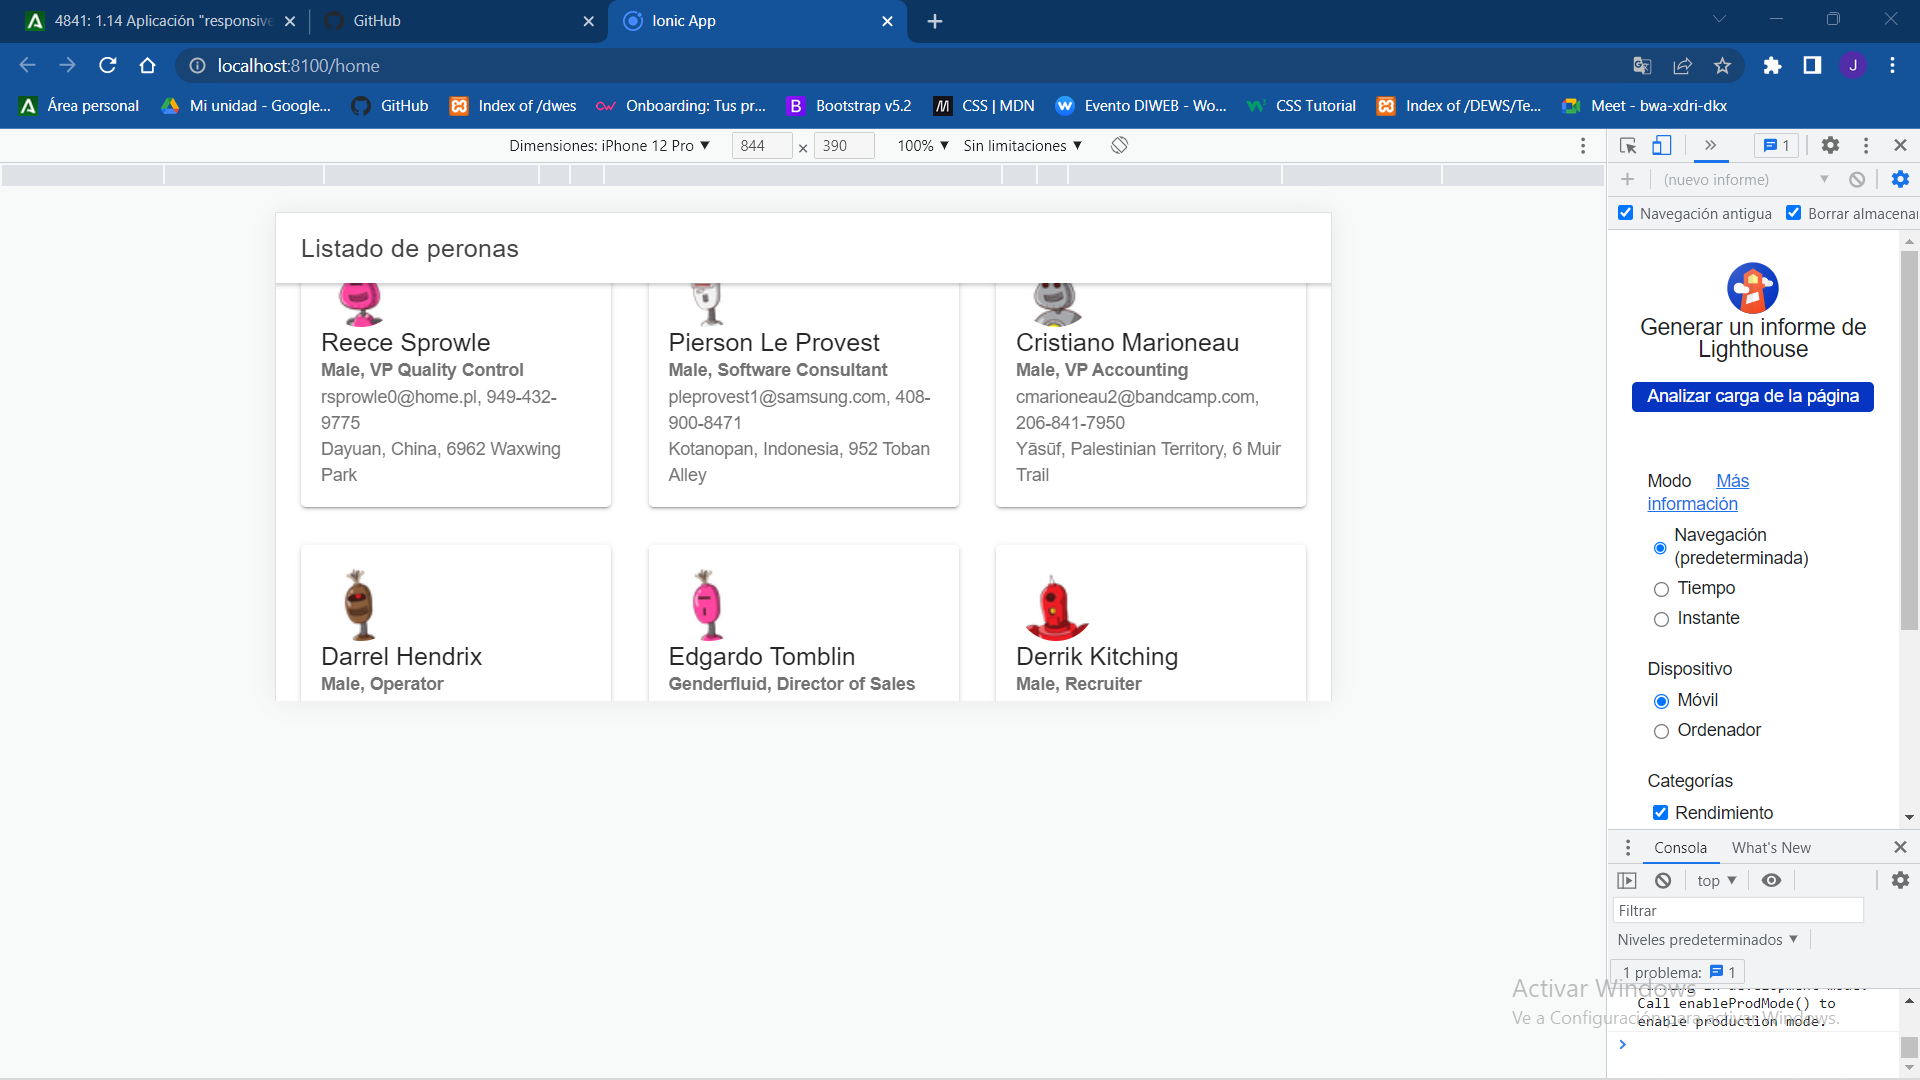 4841: 1.14 Aplicación "responsive
GitHub
Ionic App
localhost:8100/home
J
Área personal
Mi unidad - Google...
GitHub
Index of /dwes
Onboarding: Tus pr...
Bootstrap v5.2
CSS | MDN
Evento DIWEB - Wo...
CSS Tutorial
Index of /DEWS/Te...
Meet - bwa-xdri-dkx
Dimensiones: iPhone 12 Pro ▼
844 × 390
100% ▼
Sin limitaciones ▼
1
(nuevo informe)
Navegación antigua
Borrar almacena
Listado de peronas
Reece Sprowle
Male, VP Quality Control
rsprowle0@home.pl, 949-432-
9775
Dayuan, China, 6962 Waxwing
Park
Pierson Le Provest
Male, Software Consultant
pleprovest1@samsung.com, 408-
900-8471
Kotanopan, Indonesia, 952 Toban
Alley
Cristiano Marioneau
Male, VP Accounting
cmarioneau2@bandcamp.com,
206-841-7950
Yāsūf, Palestinian Territory, 6 Muir
Trail
Darrel Hendrix
Male, Operator
Edgardo Tomblin
Genderfluid, Director of Sales
Derrik Kitching
Male, Recruiter
Generar un informe de
Lighthouse
Analizar carga de la página
Modo Más
información
Navegación
(predeterminada)
Tiempo
Instante
Dispositivo
Móvil
Ordenador
Categorías
Rendimiento
Consola
What's New
top ▼
Filtrar
Niveles predeterminados ▼
1 problema: 1
Call enableProdMode() to
enable production mode.
Activar Windows
Ve a Configuración para activar Windows.